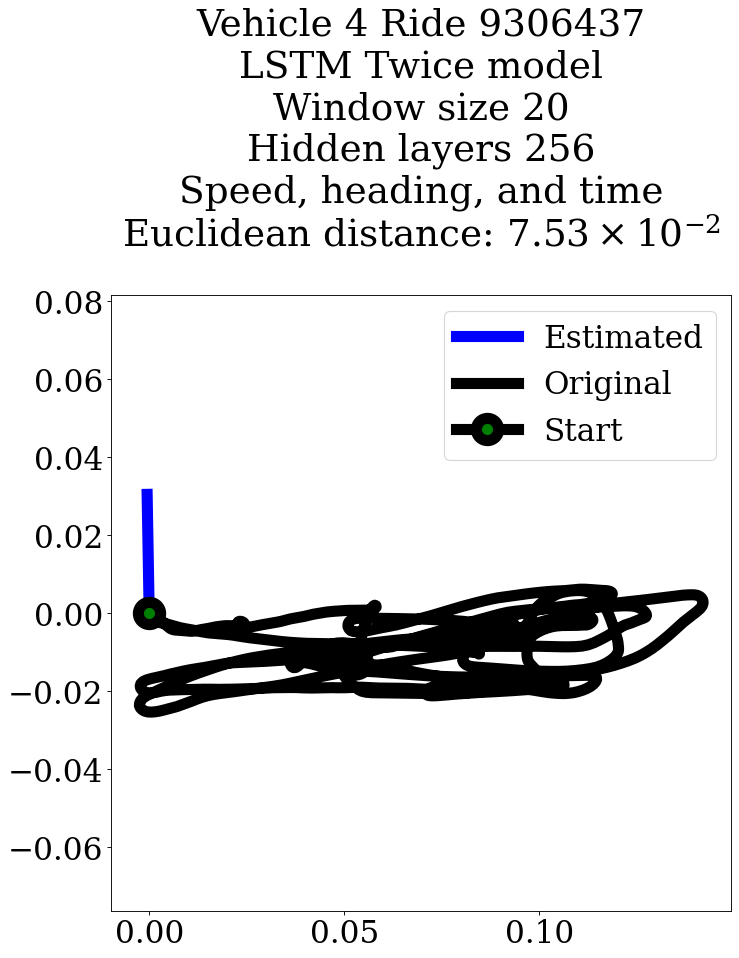 Vehicle 4 Ride 9306437
LSTM Twice model
Window size 20
Hidden layers 256
Speed, heading, and time
Euclidean distance: 7.53 × 10⁻²
0.08
0.06
0.04
0.02
0.00
−0.02
−0.04
−0.06
Estimated
Original
Start
0.00 0.05 0.10